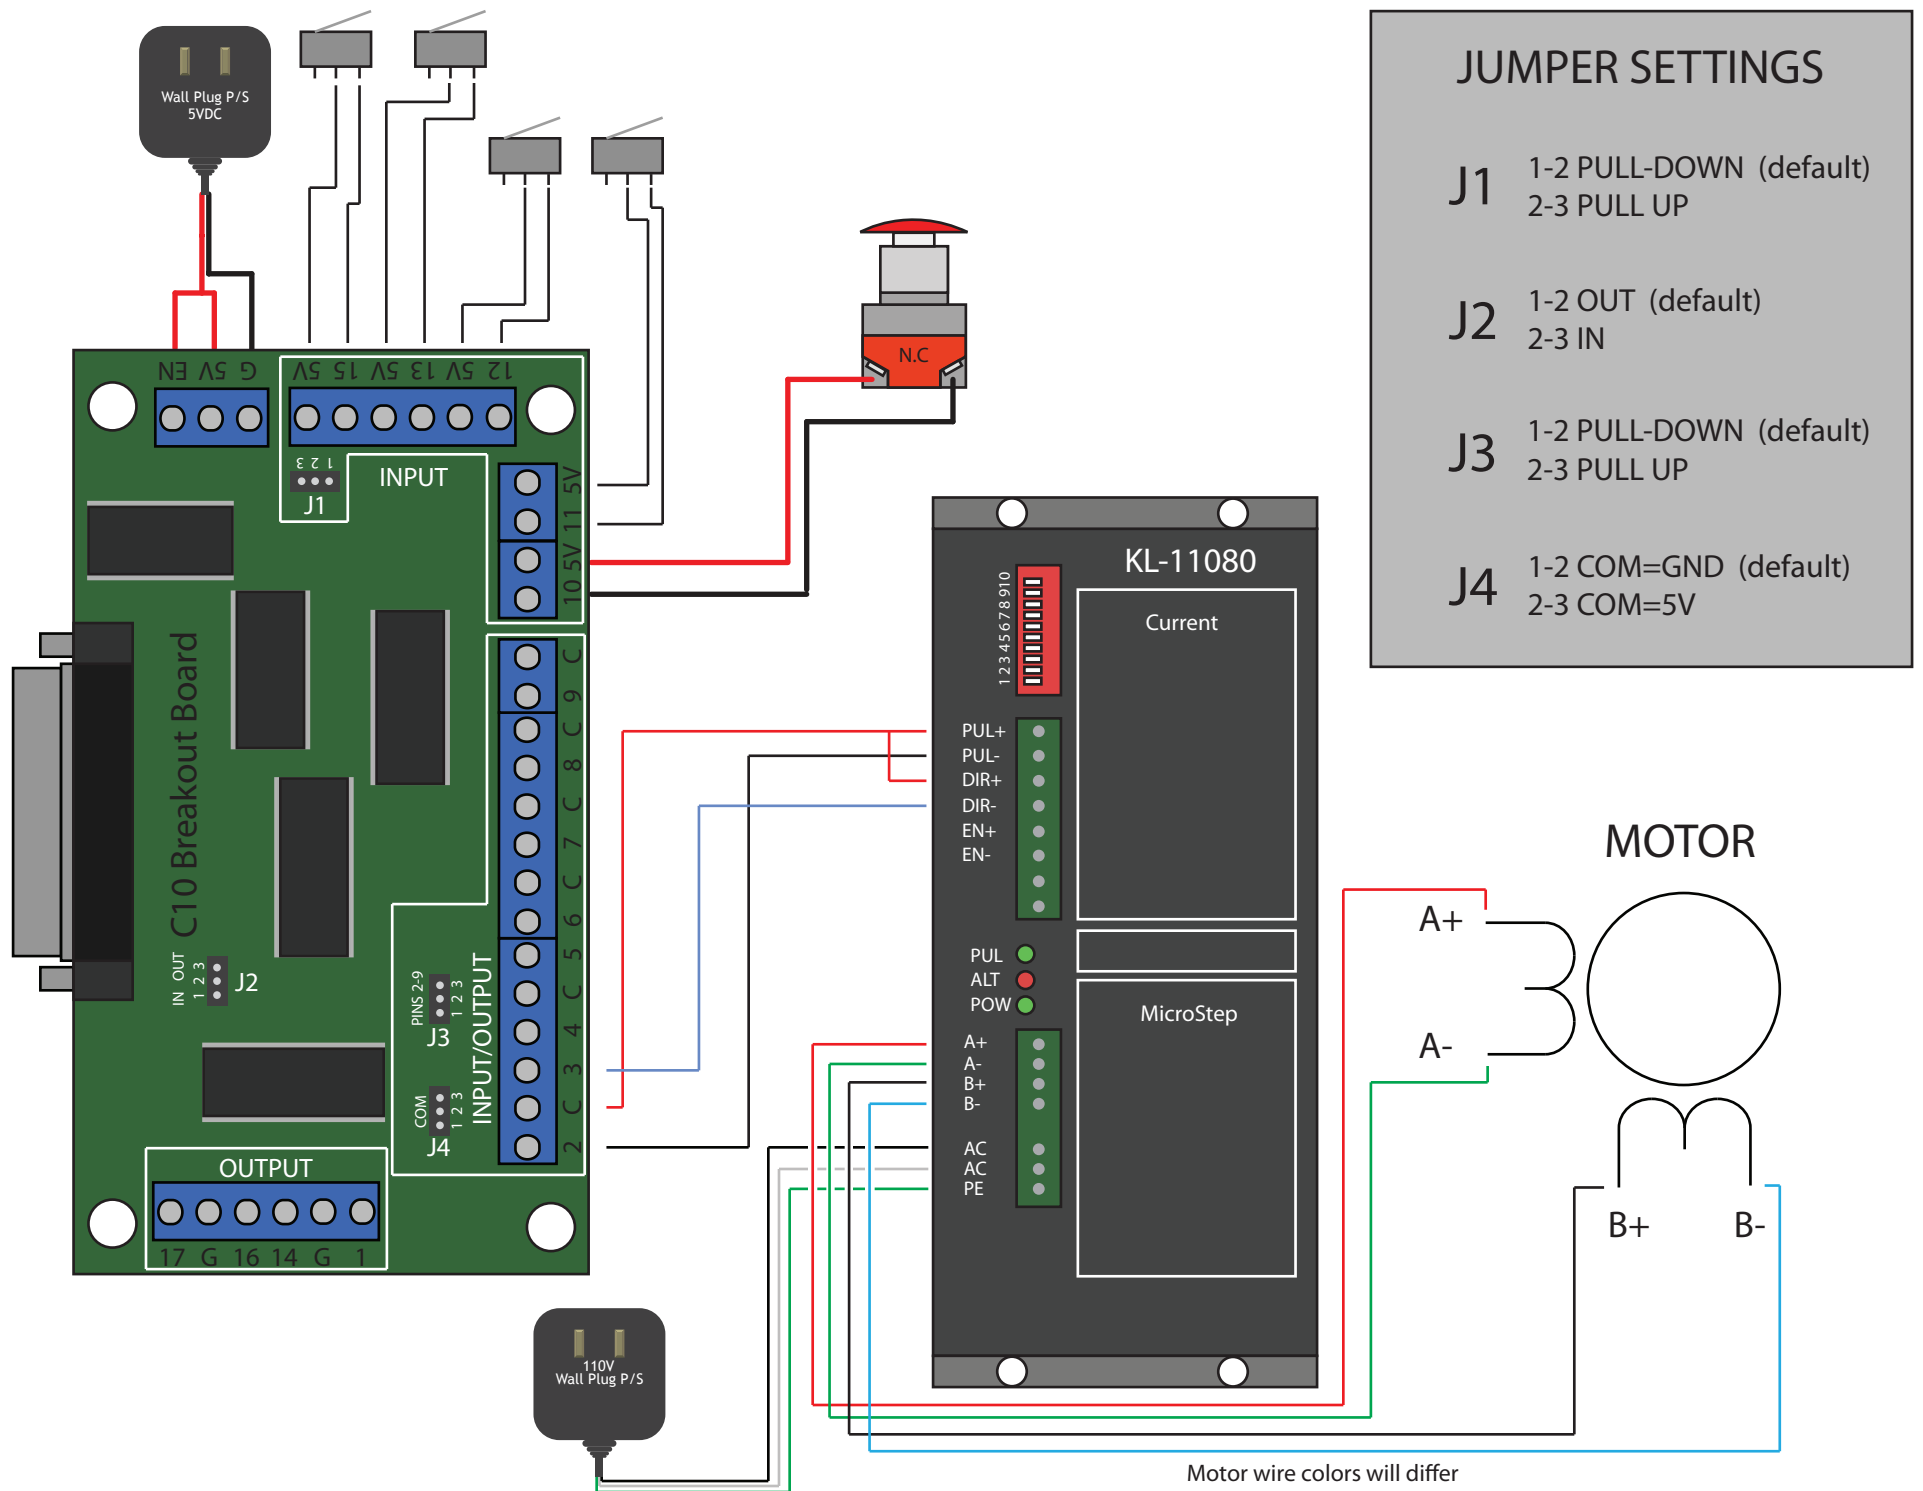 Wall Plug P/S
5VDC
JUMPER SETTINGS
J1
1-2 PULL-DOWN (default)
2-3 PULL UP
J2
1-2 OUT (default)
2-3 IN
J3
1-2 PULL-DOWN (default)
2-3 PULL UP
J4
1-2 COM=GND (default)
2-3 COM=5V
N.C
EN 5V G
5V 15 5V 13 5V 12
3 2 1
J1
INPUT
5V
11
5V
10
C10 Breakout Board
C
9
C
8
C
7
C
6
5
C
4
3
C
2
IN OUT
1 2 3
J2
PINS 2-9
1 2 3
J3
COM
1 2 3
J4
INPUT/OUTPUT
OUTPUT
17 G 16 14 G 1
KL-11080
1 2 3 4 5 6 7 8 9 10
Current
PUL+
PUL-
DIR+
DIR-
EN+
EN-
PUL
ALT
POW
MicroStep
A+
A-
B+
B-
AC
AC
PE
MOTOR
A+
A-
B+ B-
110V
Wall Plug P/S
Motor wire colors will differ